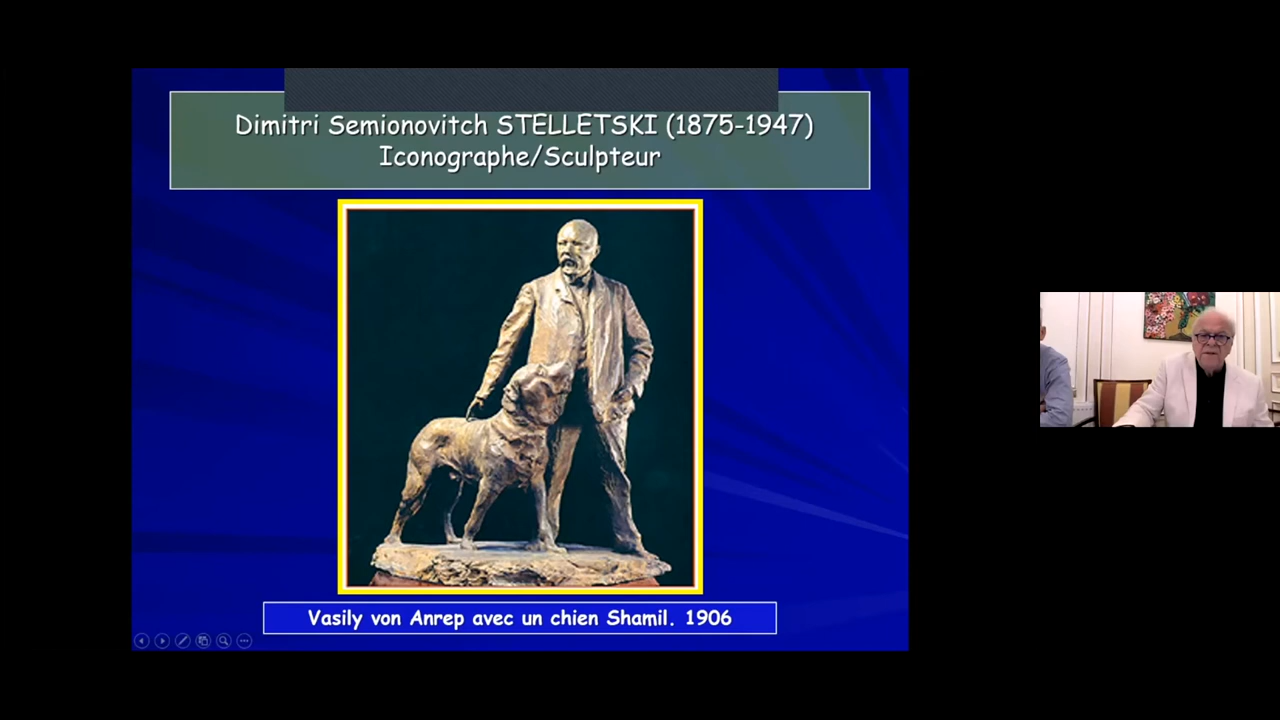 Dimitri Semionovitch STELLETSKI (1875-1947)
Iconographe/Sculpteur
Vasily von Anrep avec un chien Shamil. 1906